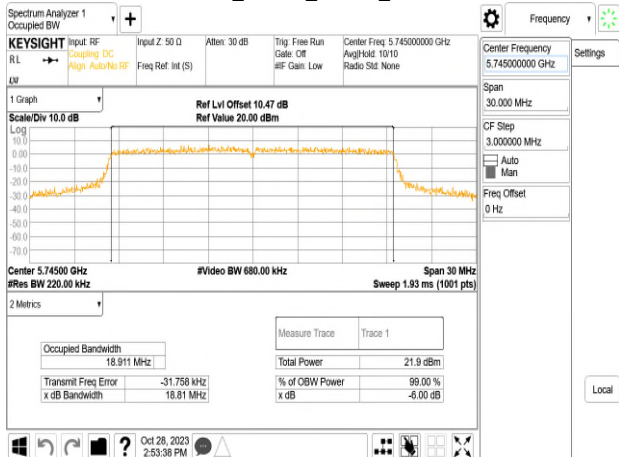 Spectrum Analyzer 1
Occupied BW
+
Frequency
KEYSIGHT
RL
LXI
Input: RF
Coupling: DC
Align: Auto/No RF
Input Z: 50 Ω
Freq Ref: Int (S)
Atten: 30 dB
Trig: Free Run
Gate: Off
#IF Gain: Low
Center Freq: 5.745000000 GHz
Avg|Hold: 10/10
Radio Std: None
Center Frequency
5.745000000 GHz
Settings
Span
30.000 MHz
CF Step
3.000000 MHz
Auto
Man
Freq Offset
0 Hz
Local
1 Graph
Scale/Div 10.0 dB
Ref Lvl Offset 10.47 dB
Ref Value 20.00 dBm
Log
10.0
0.00
-10.0
-20.0
-30.0
-40.0
-50.0
-60.0
-70.0
Center 5.74500 GHz
#Video BW 680.00 kHz
Span 30 MHz
#Res BW 220.00 kHz
Sweep 1.93 ms (1001 pts)
2 Metrics
Measure Trace
Trace 1
Occupied Bandwidth
18.911 MHz
Total Power
21.9 dBm
Transmit Freq Error
-31.758 kHz
% of OBW Power
99.00 %
x dB Bandwidth
18.81 MHz
x dB
-6.00 dB
?
Oct 28, 2023
2:53:38 PM